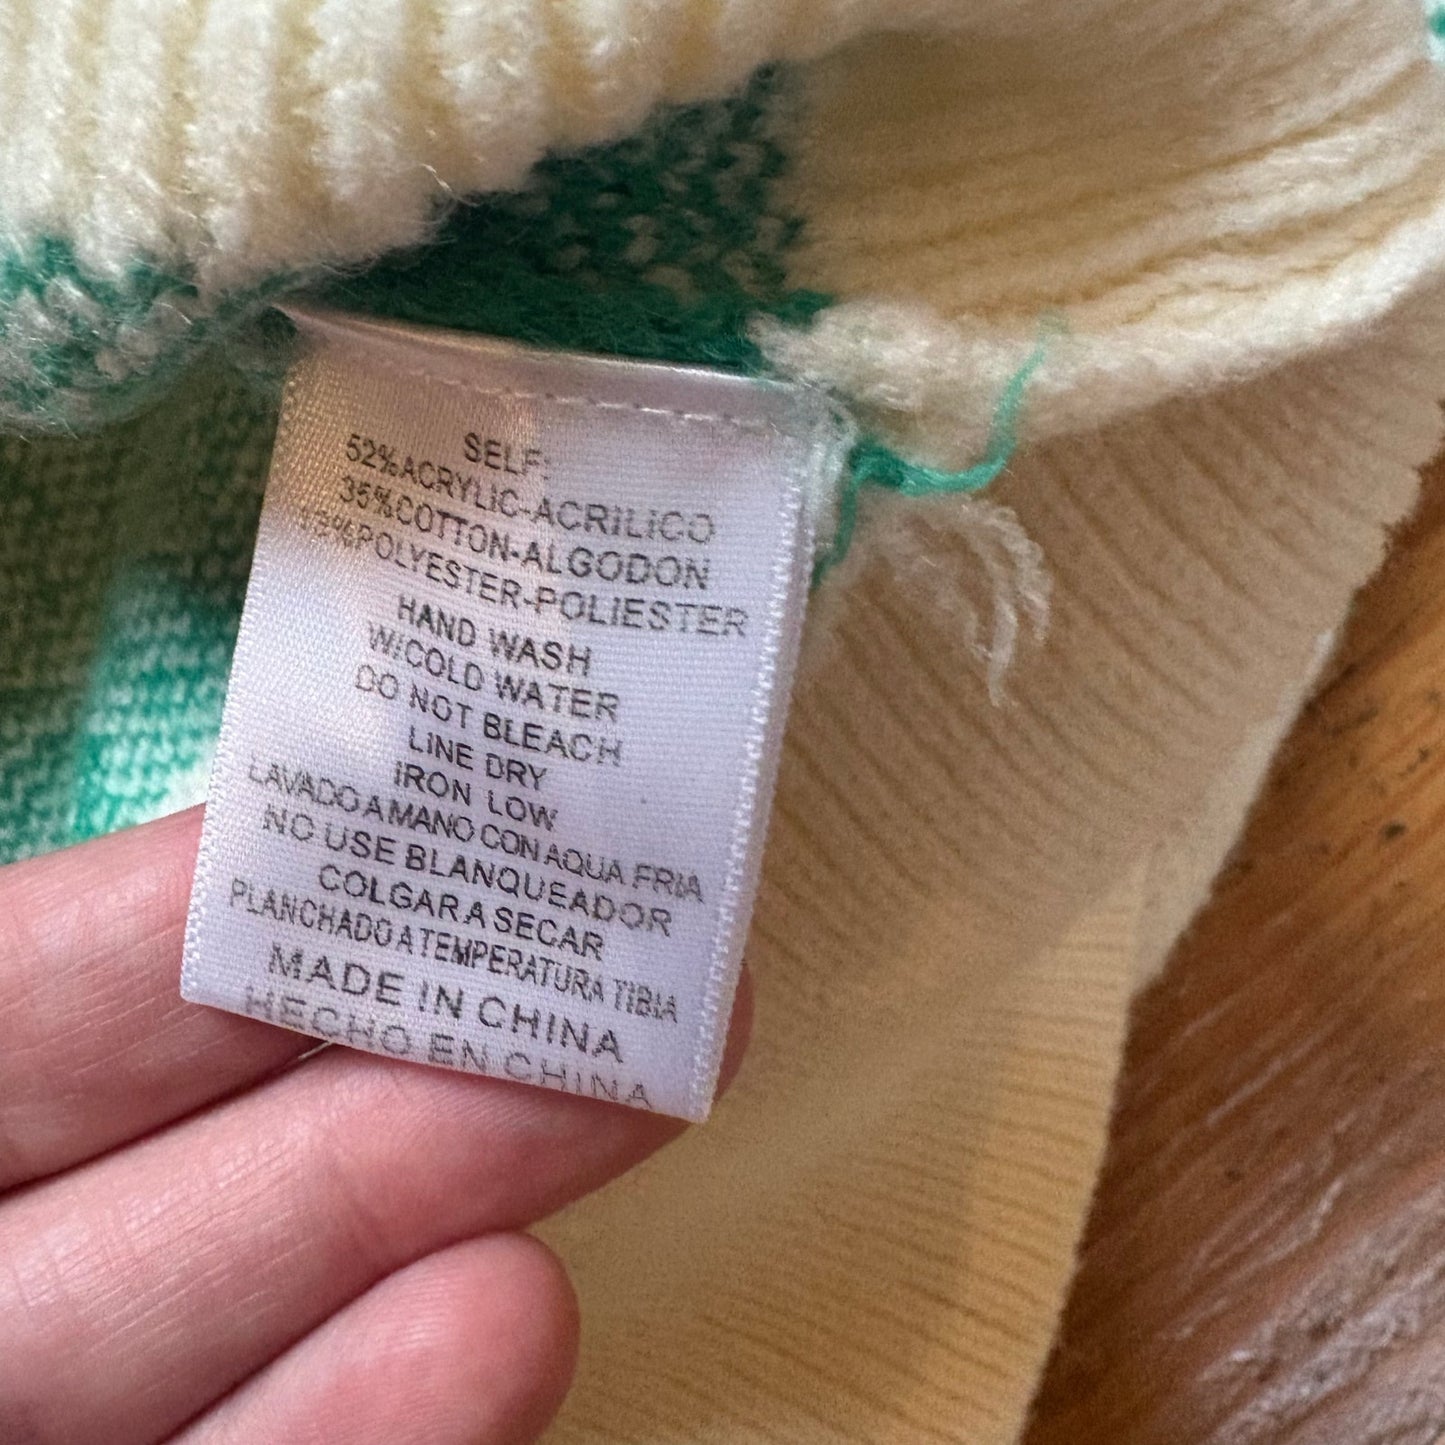 SELF:
52%ACRYLIC-ACRILICO
35%COTTON-ALGODON
13%POLYESTER-POLIESTER
HAND WASH
W/COLD WATER
DO NOT BLEACH
LINE DRY
IRON LOW
LAVADO A MANO CON AQUA FRIA
NO USE BLANQUEADOR
COLGAR A SECAR
PLANCHADO A TEMPERATURA TIBIA
MADE IN CHINA
HECHO EN CHINA